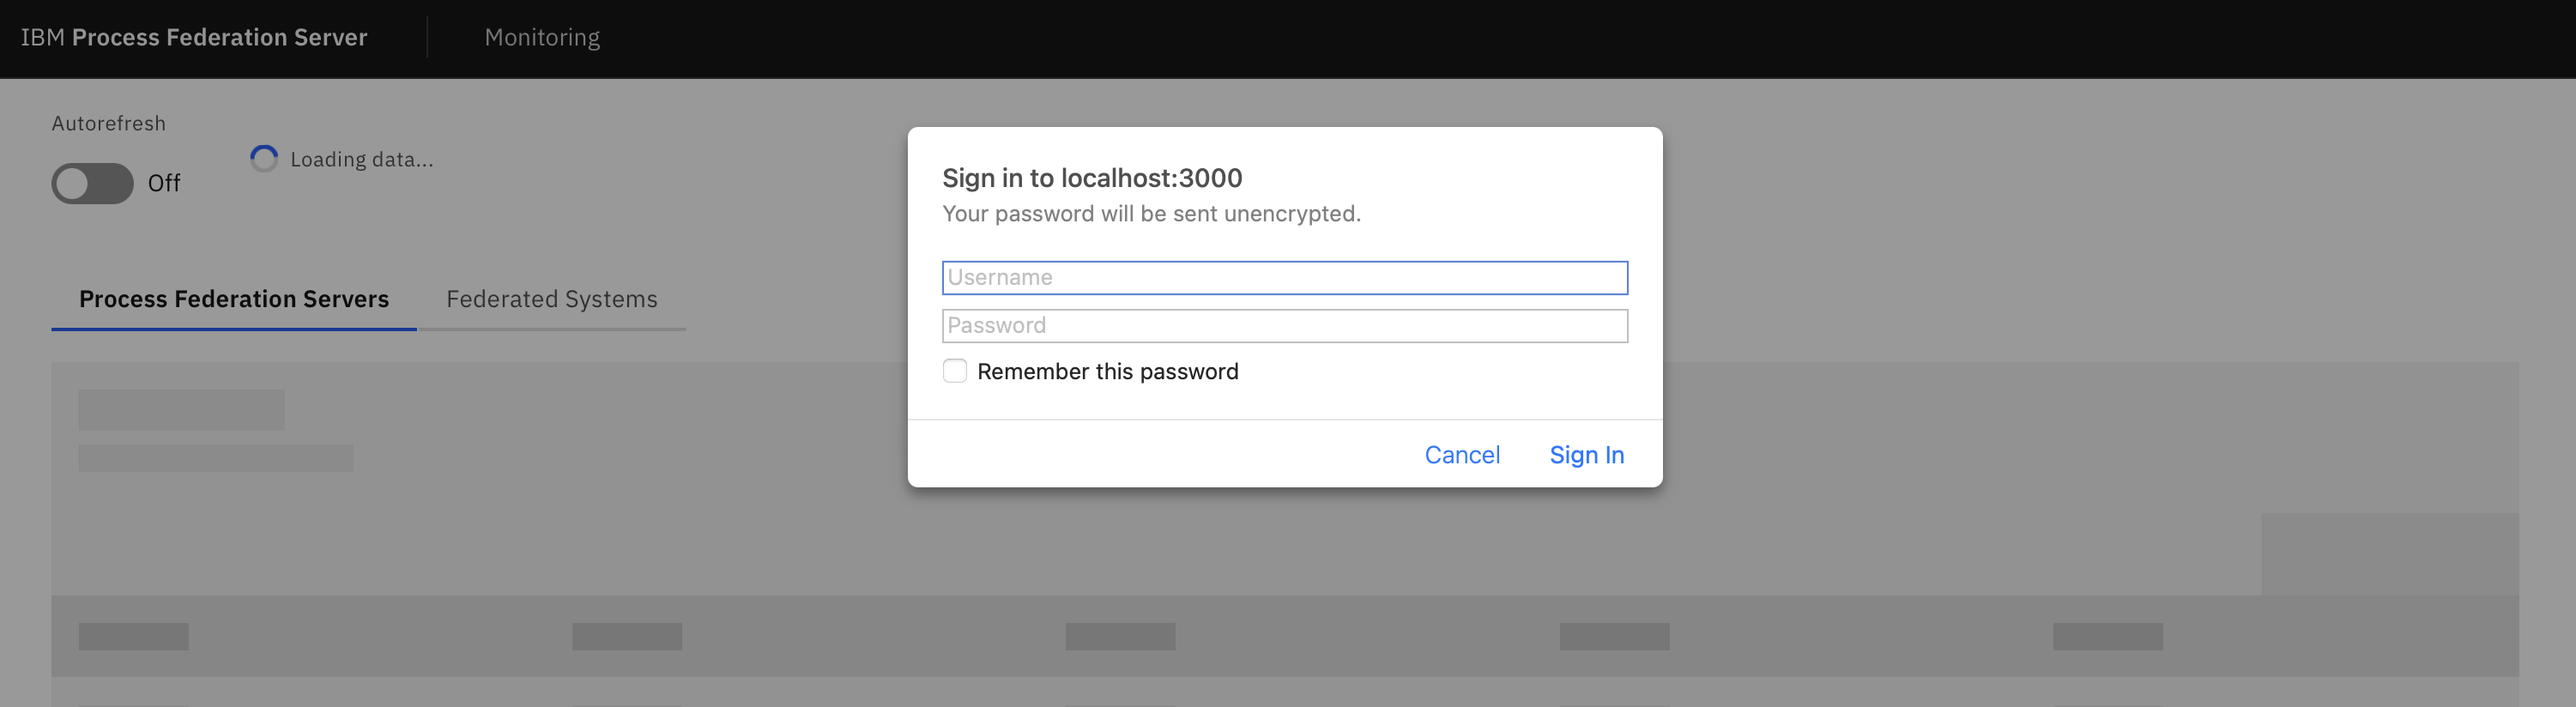 IBM Process Federation Server
Monitoring
Autorefresh
Off
Loading data...
Process Federation Servers
Federated Systems
Sign in to localhost:3000
Your password will be sent unencrypted.
Username
Password
Remember this password
Cancel
Sign In